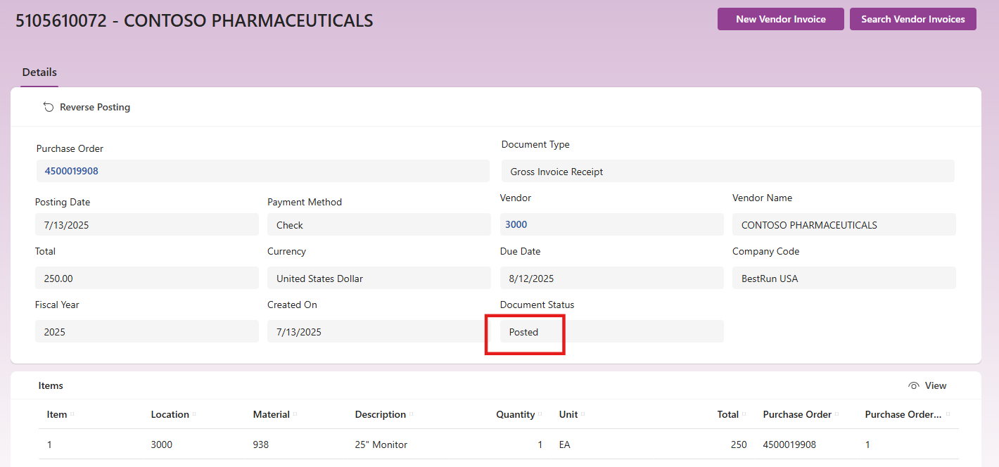 5105610072 - CONTOSO PHARMACEUTICALS
New Vendor Invoice
Search Vendor Invoices
Details
Reverse Posting
Purchase Order
Document Type
4500019908
Gross Invoice Receipt
Posting Date
Payment Method
Vendor
Vendor Name
7/13/2025
Check
3000
CONTOSO PHARMACEUTICALS
Total
Currency
Due Date
Company Code
250.00
United States Dollar
8/12/2025
BestRun USA
Fiscal Year
Created On
Document Status
2025
7/13/2025
Posted
Items
View
Item Location Material Description Quantity Unit Total Purchase Order Purchase Order...
1 3000 938 25" Monitor 1 EA 250 4500019908 1